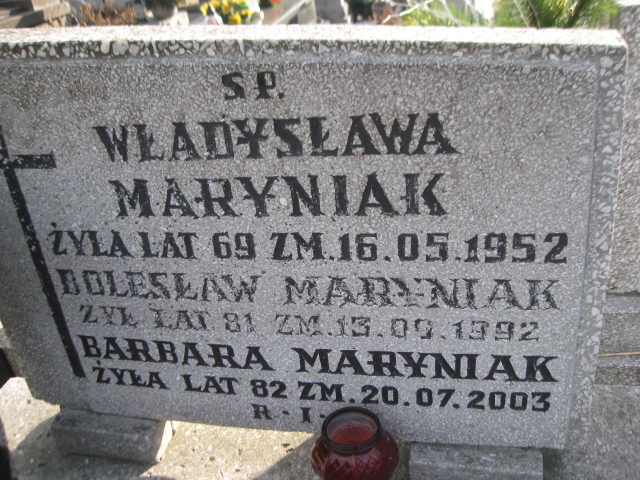 ŚP.
WŁADYSŁAWA
MARYNIAK
ŻYŁA LAT 69 ZM. 16.05.1952
BOLESŁAW MARYNIAK
ŻYŁ LAT 81 ZM. 13.09.1992
BARBARA MARYNIAK
ŻYŁA LAT 82 ZM. 20.07.2003
R. I.